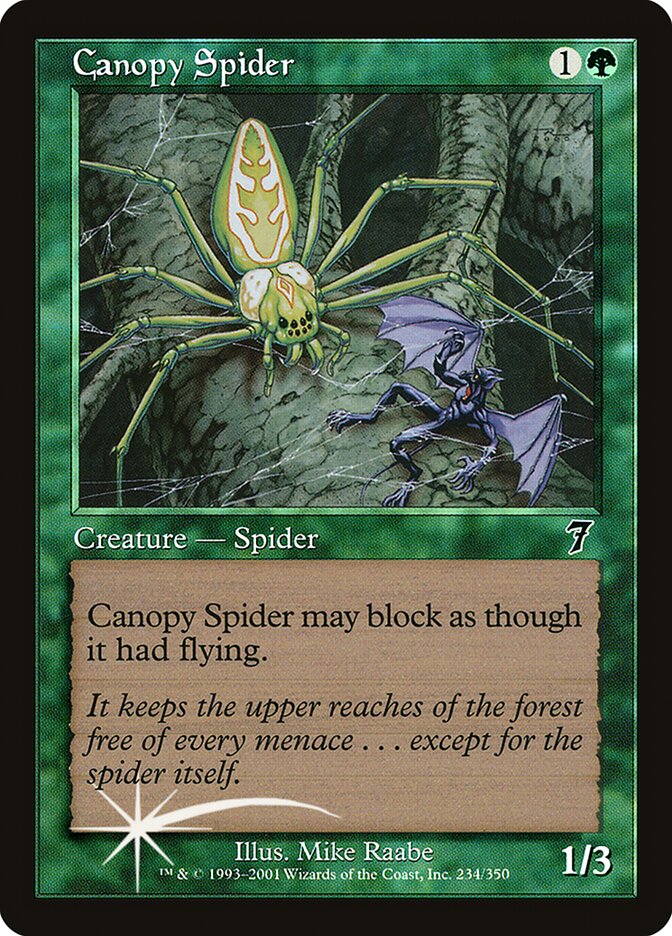 Canopy Spider 1
Creature — Spider 7
Canopy Spider may block as though
it had flying.
It keeps the upper reaches of the forest
free of every menace . . . except for the
spider itself.
Illus. Mike Raabe
™ & © 1993–2001 Wizards of the Coast, Inc. 234/350
1/3